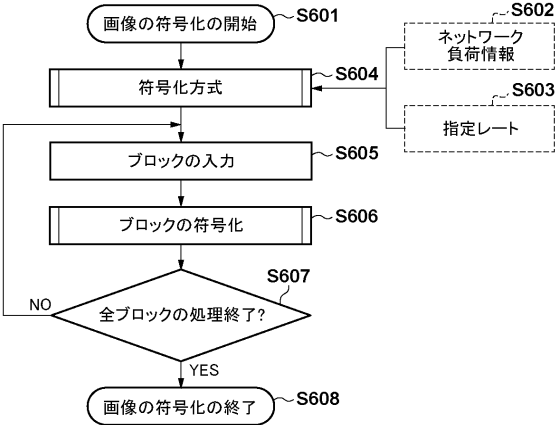 画像の符号化の開始
S601
S602
ネットワーク
負荷情報
符号化方式
S604
S603
指定レート
ブロックの入力
S605
ブロックの符号化
S606
S607
全ブロックの処理終了?
NO
YES
画像の符号化の終了
S608